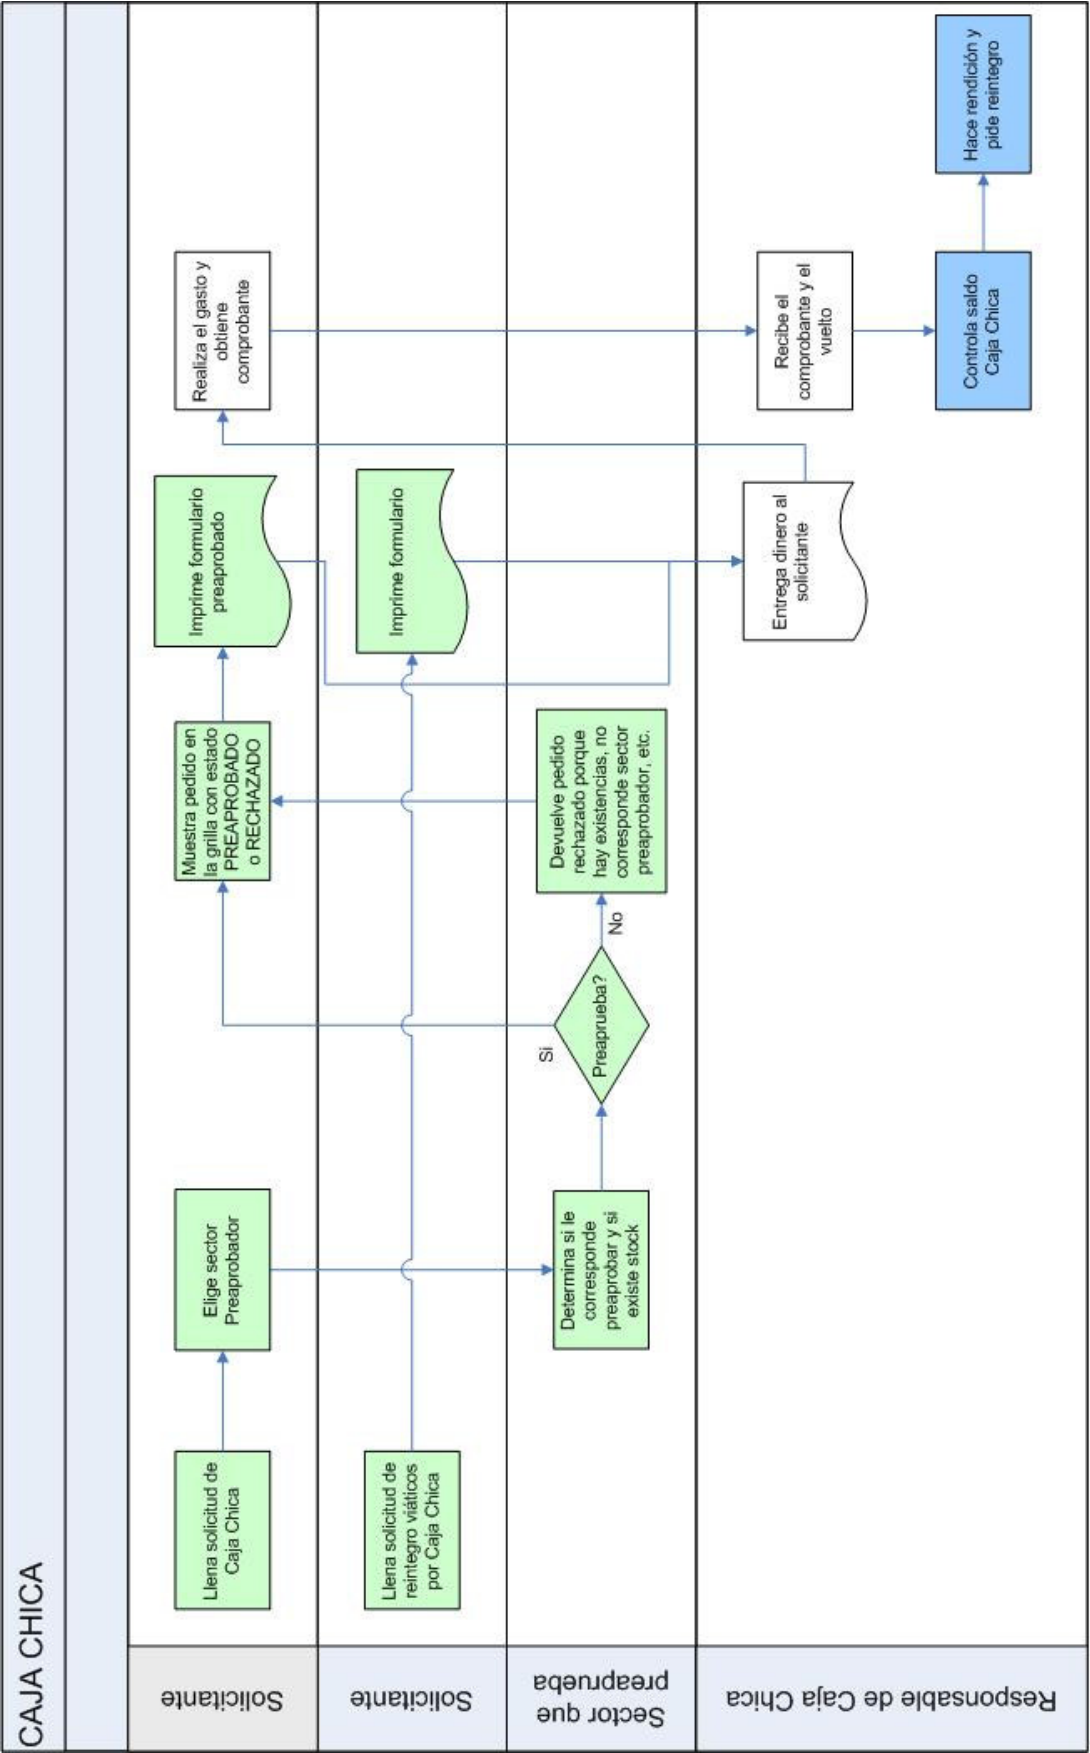 CAJA CHICA
Solicitante
Llena solicitud de
Caja Chica
Elige sector
Preaprobador
Muestra pedido en
la grilla con estado
PREAPROBADO
o RECHAZADO
Imprime formulario
preaprobado
Realiza el gasto y
obtiene
comprobante
Solicitante
Llena solicitud de
reintegro viáticos
por Caja Chica
Imprime formulario
Sector que
preaprueba
Determina si le
corresponde
preaprobar y si
existe stock
Preaprueba?
Si
No
Devuelve pedido
rechazado porque
hay existencias, no
corresponde sector
preaprobador, etc.
Responsable de Caja Chica
Entrega dinero al
solicitante
Recibe el
comprobante y el
vuelto
Controla saldo
Caja Chica
Hace rendición y
pide reintegro